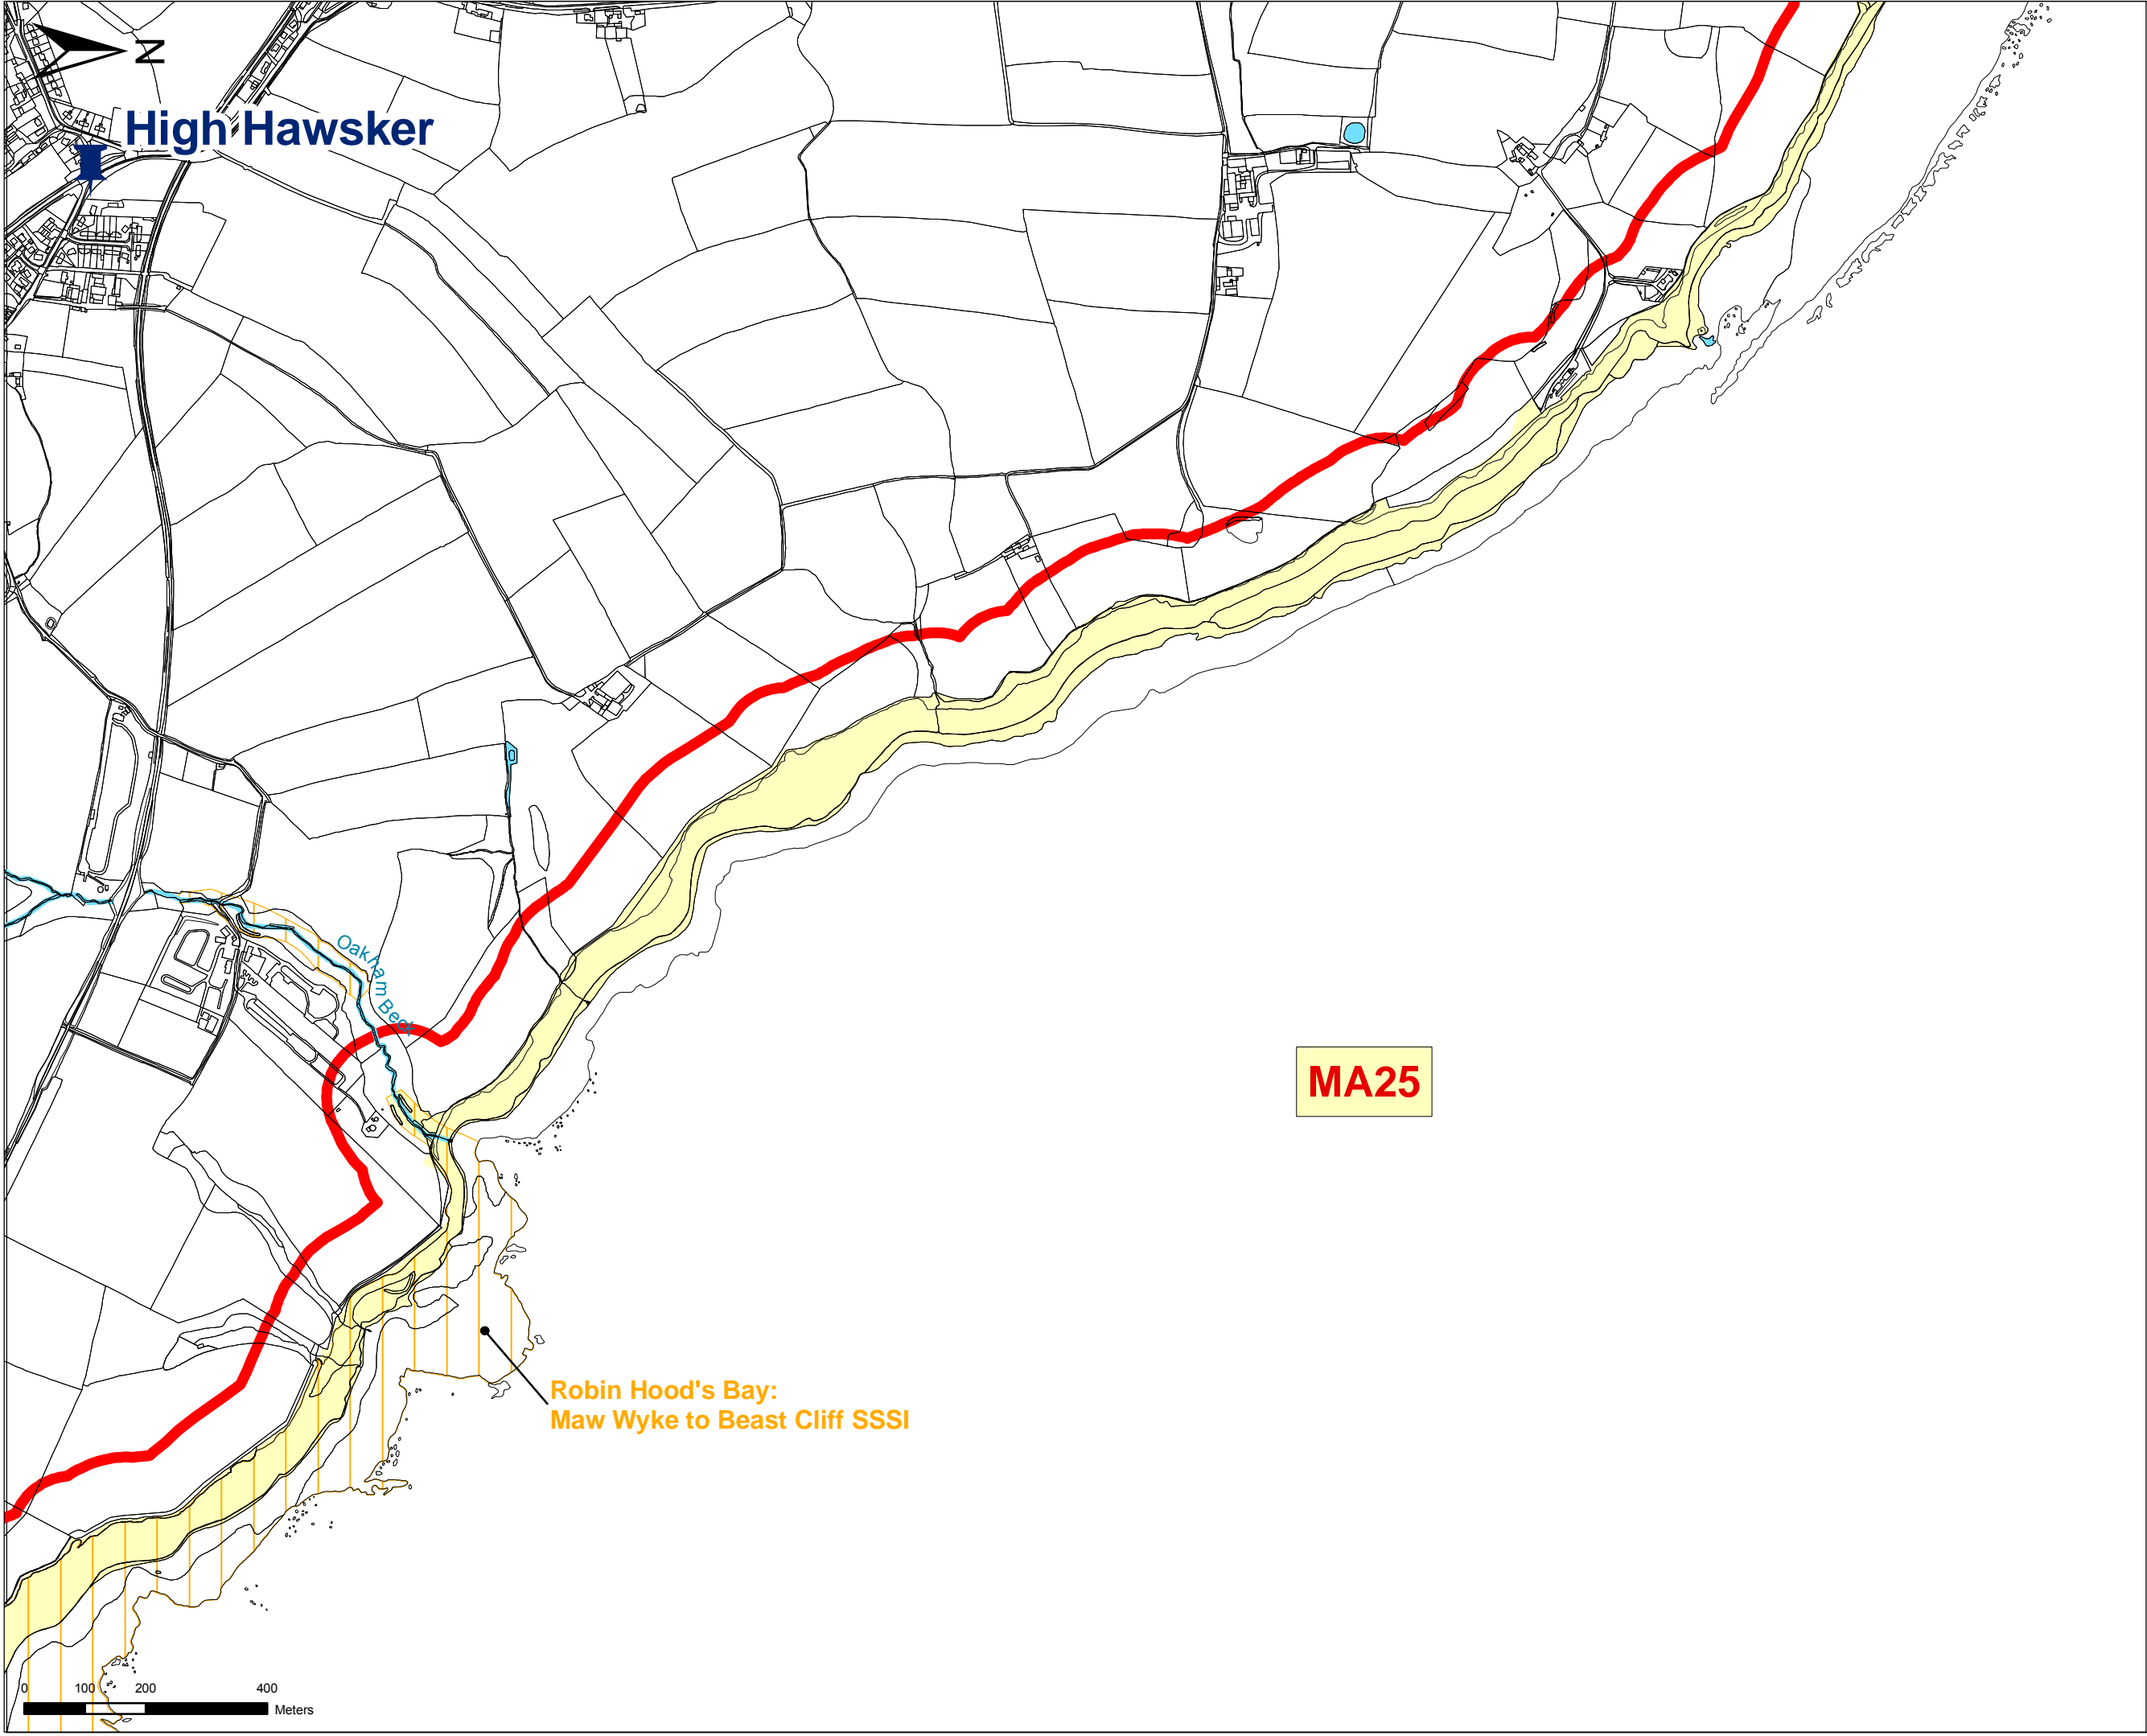 N
High Hawsker
Oakham Beck
MA25
Robin Hood's Bay:
Maw Wyke to Beast Cliff SSSI
0 100 200 400
Meters